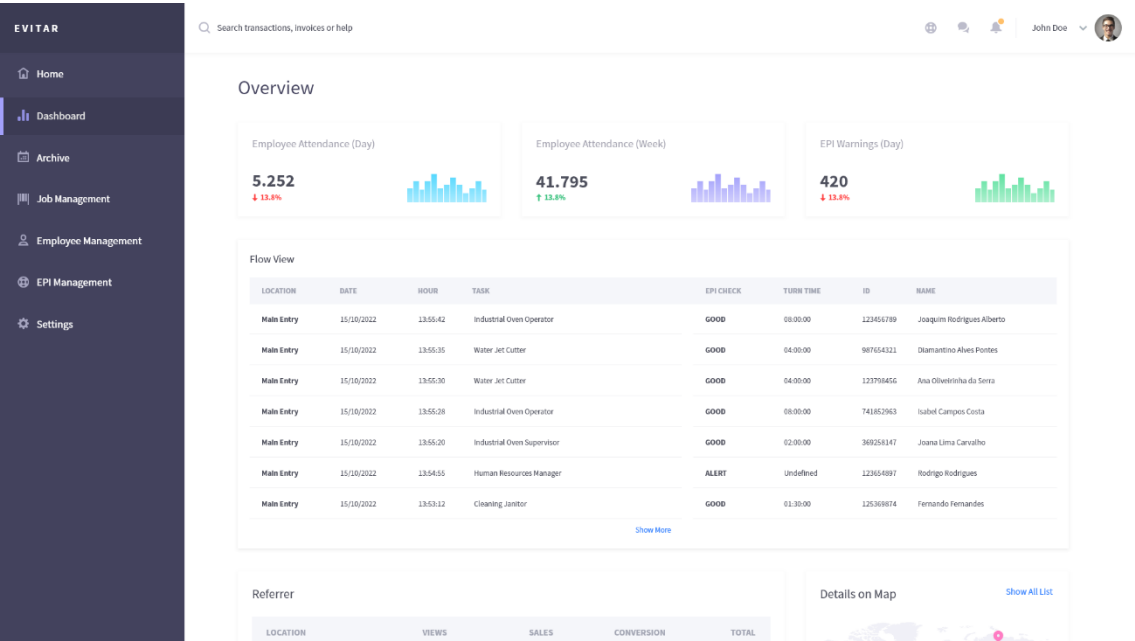 EVITAR
Search transactions, invoices or help
John Doe
Home
Dashboard
Archive
Job Management
Employee Management
EPI Management
Settings
Overview
Employee Attendance (Day)
5.252
13.8%
Employee Attendance (Week)
41.795
13.8%
EPI Warnings (Day)
420
13.8%
Flow View
LOCATION DATE HOUR TASK EPI CHECK TURN TIME ID NAME
Main Entry 15/10/2022 13:55:42 Industrial Oven Operator GOOD 08:00:00 123456789 Joaquim Rodrigues Alberto
Main Entry 15/10/2022 13:55:35 Water Jet Cutter GOOD 04:00:00 987654321 Diamantino Alves Pontes
Main Entry 15/10/2022 13:55:30 Water Jet Cutter GOOD 04:00:00 123798456 Ana Oliveirinha da Serra
Main Entry 15/10/2022 13:55:28 Industrial Oven Operator GOOD 08:00:00 741852963 Isabel Campos Costa
Main Entry 15/10/2022 13:55:20 Industrial Oven Supervisor GOOD 02:00:00 369258147 Joana Lima Carvalho
Main Entry 15/10/2022 13:54:55 Human Resources Manager ALERT Undefined 123654897 Rodrigo Rodrigues
Main Entry 15/10/2022 13:53:12 Cleaning Janitor GOOD 01:30:00 125369874 Fernando Fernandes
Show More
Referrer
LOCATION VIEWS SALES CONVERSION TOTAL
Details on Map
Show All List